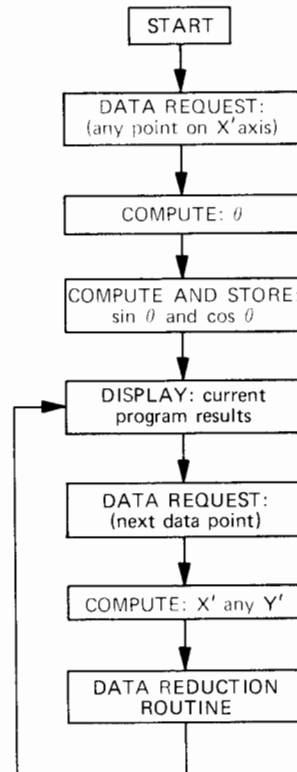 START
DATA REQUEST:
(any point on X'axis)
COMPUTE: θ
COMPUTE AND STORE:
sin θ and cos θ
DISPLAY: current
program results
DATA REQUEST:
(next data point)
COMPUTE: X' any Y'
DATA REDUCTION
ROUTINE